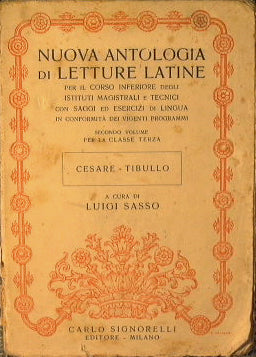 NUOVA ANTOLOGIA
DI LETTURE LATINE
PER IL CORSO INFERIORE DEGLI
ISTITUTI MAGISTRALI E TECNICI
CON SAGGI ED ESERCIZI DI LINGUA
IN CONFORMITÀ DEI VIGENTI PROGRAMMI
SECONDO VOLUME
PER LA CLASSE TERZA
CESARE - TIBULLO
A CURA DI
LUIGI SASSO
CARLO SIGNORELLI
EDITORE - MILANO